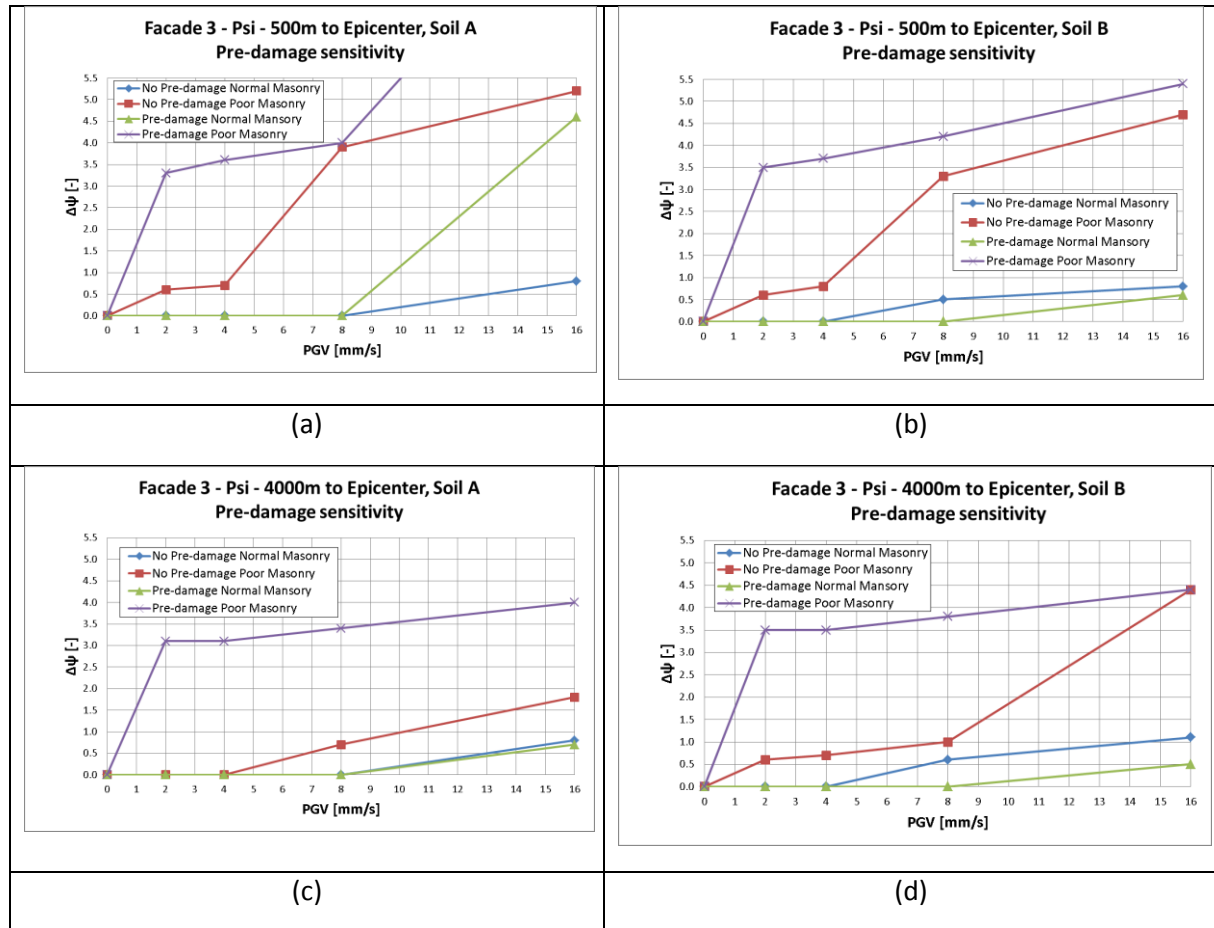 Facade 3 - Psi - 500m to Epicenter, Soil A
Pre-damage sensitivity
5.5
5.0
4.5
4.0
3.5
3.0
2.5
2.0
1.5
1.0
0.5
0.0
Δψ [-]
No Pre-damage Normal Masonry
No Pre-damage Poor Masonry
Pre-damage Normal Mansory
Pre-damage Poor Masonry
0 1 2 3 4 5 6 7 8 9 10 11 12 13 14 15 16
PGV [mm/s]
(a)
Facade 3 - Psi - 500m to Epicenter, Soil B
Pre-damage sensitivity
5.5
5.0
4.5
4.0
3.5
3.0
2.5
2.0
1.5
1.0
0.5
0.0
Δψ [-]
No Pre-damage Normal Masonry
No Pre-damage Poor Masonry
Pre-damage Normal Mansory
Pre-damage Poor Masonry
0 1 2 3 4 5 6 7 8 9 10 11 12 13 14 15 16
PGV [mm/s]
(b)
Facade 3 - Psi - 4000m to Epicenter, Soil A
Pre-damage sensitivity
5.5
5.0
4.5
4.0
3.5
3.0
2.5
2.0
1.5
1.0
0.5
0.0
Δψ [-]
No Pre-damage Normal Masonry
No Pre-damage Poor Masonry
Pre-damage Normal Mansory
Pre-damage Poor Masonry
0 1 2 3 4 5 6 7 8 9 10 11 12 13 14 15 16
PGV [mm/s]
(c)
Facade 3 - Psi - 4000m to Epicenter, Soil B
Pre-damage sensitivity
5.5
5.0
4.5
4.0
3.5
3.0
2.5
2.0
1.5
1.0
0.5
0.0
Δψ [-]
No Pre-damage Normal Masonry
No Pre-damage Poor Masonry
Pre-damage Normal Mansory
Pre-damage Poor Masonry
0 1 2 3 4 5 6 7 8 9 10 11 12 13 14 15 16
PGV [mm/s]
(d)